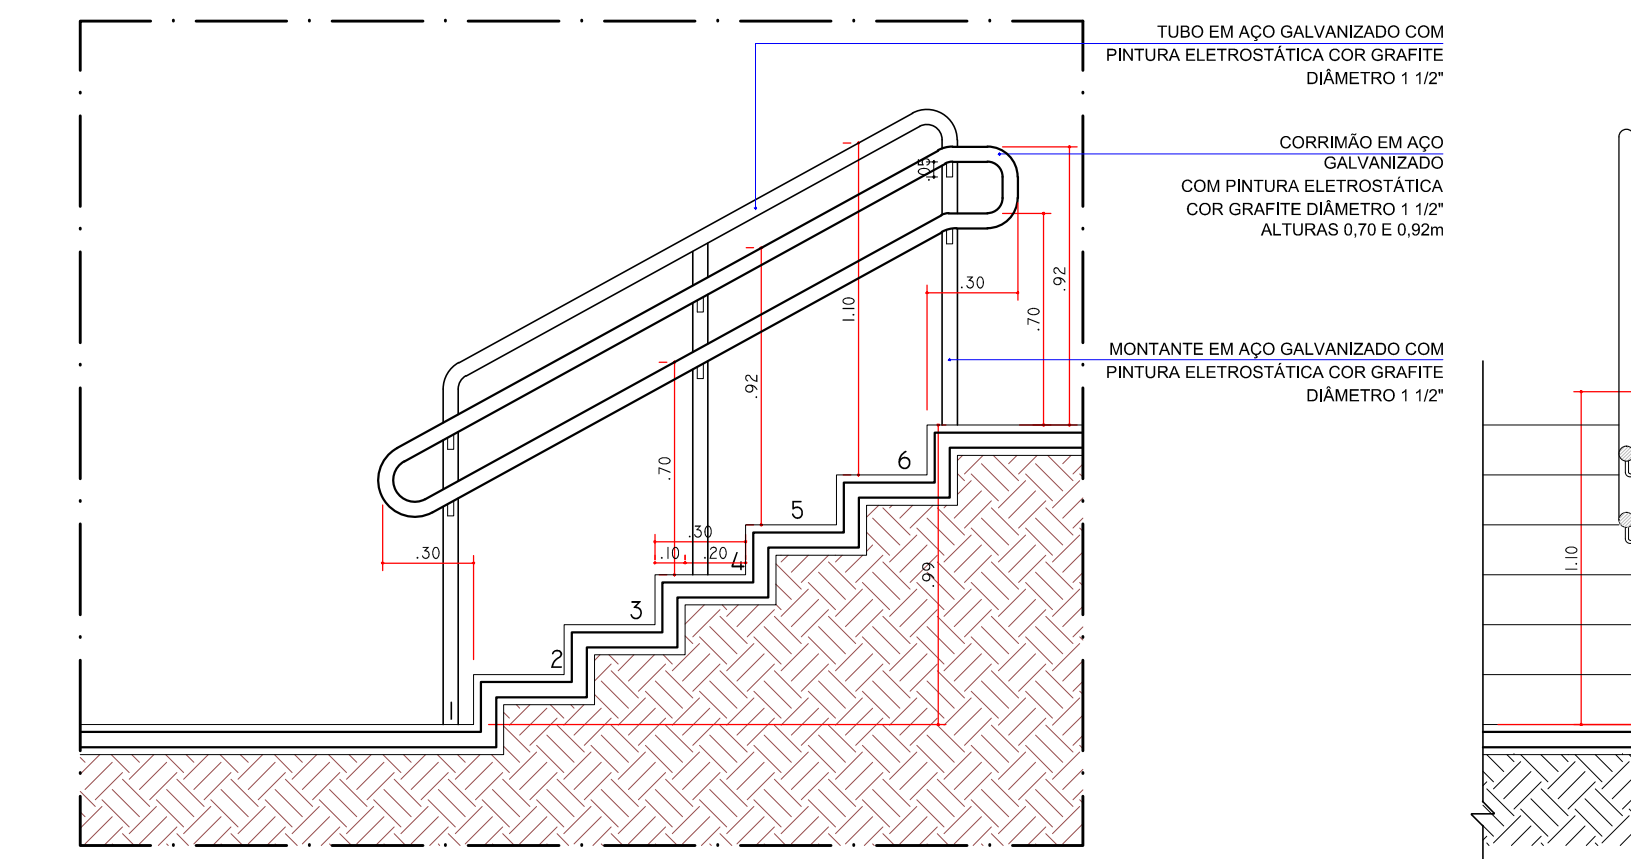 TUBO EM AÇO GALVANIZADO COM
PINTURA ELETROSTÁTICA COR GRAFITE
DIÂMETRO 1 1/2"
CORRIMÃO EM AÇO
GALVANIZADO
COM PINTURA ELETROSTÁTICA
COR GRAFITE DIÂMETRO 1 1/2"
ALTURAS 0,70 E 0,92m
MONTANTE EM AÇO GALVANIZADO COM
PINTURA ELETROSTÁTICA COR GRAFITE
DIÂMETRO 1 1/2"
.05
.30
.92
1.10
.70
.92
.70
6
5
.30
.10 .20
4
.30
.99
3
2
1
1.10